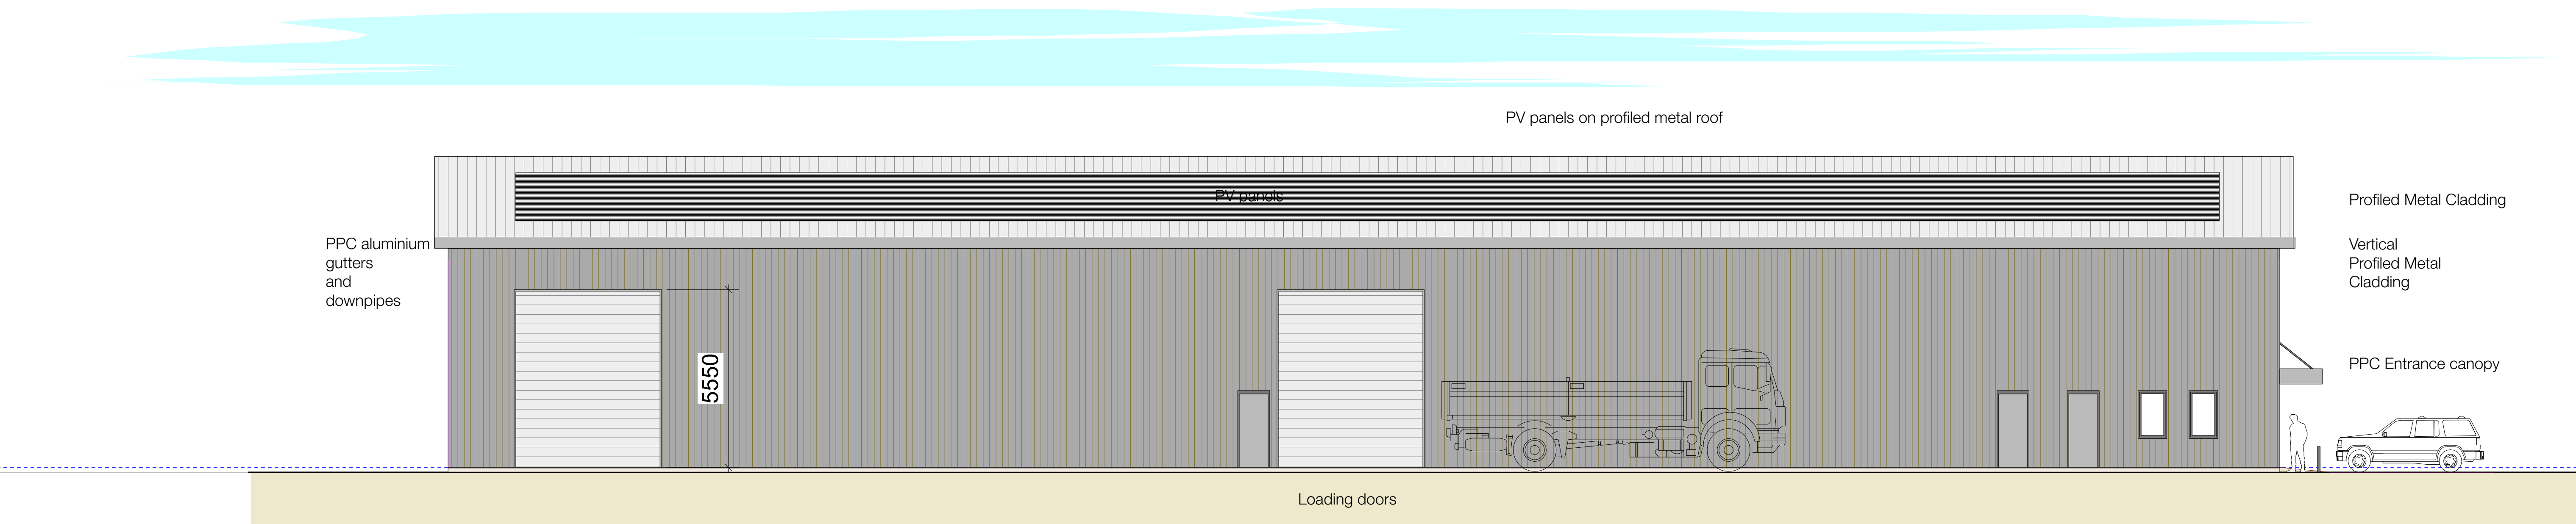 PV panels on profiled metal roof
PV panels
Profiled Metal Cladding
PPC aluminium
gutters
and
downpipes
Vertical
Profiled Metal
Cladding
5550
PPC Entrance canopy
Loading doors